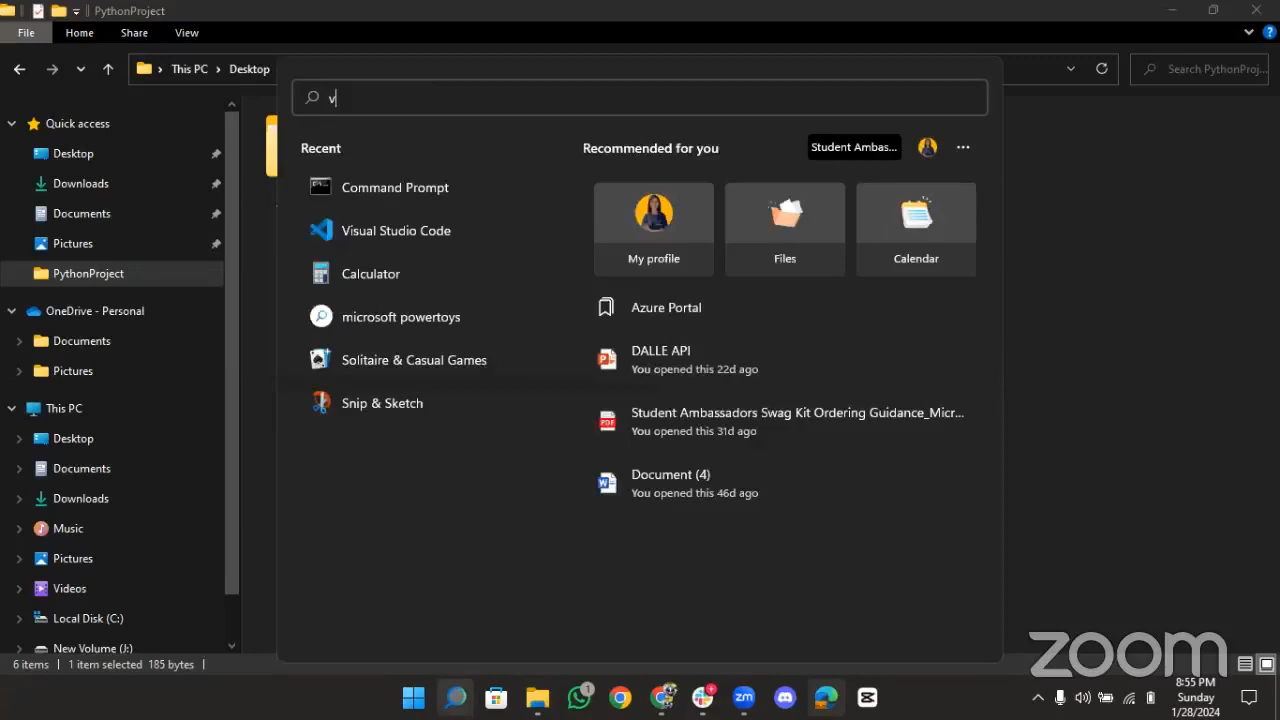 PythonProject
File
Home
Share
View
This PC
Desktop
Search PythonProj...
v
Quick access
Desktop
Downloads
Documents
Pictures
PythonProject
OneDrive - Personal
Documents
Pictures
This PC
Desktop
Documents
Downloads
Music
Pictures
Videos
Local Disk (C:)
New Volume (J:)
Recent
Command Prompt
Visual Studio Code
Calculator
microsoft powertoys
Solitaire & Casual Games
Snip & Sketch
Recommended for you
Student Ambas...
My profile
Files
Calendar
Azure Portal
DALLE API
You opened this 22d ago
Student Ambassadors Swag Kit Ordering Guidance_Micr...
You opened this 31d ago
Document (4)
You opened this 46d ago
6 items
1 item selected 185 bytes
zoom
8:55 PM
Sunday
1/28/2024